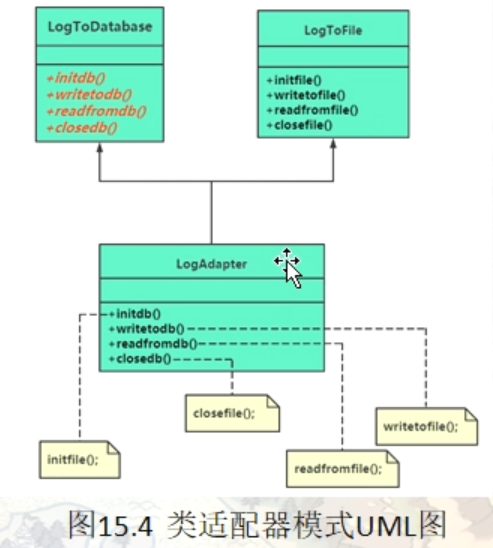 LogToDatabase
+initdb()
+writetodb()
+readfromdb()
+closedb()
LogToFile
+initfile()
+writetofile()
+readfromfile()
+closefile()
LogAdapter
+initdb()
+writetodb()
+readfromdb()
+closedb()
closefile();
writetofile();
initfile();
readfromfile();
图15.4 类适配器模式UML图